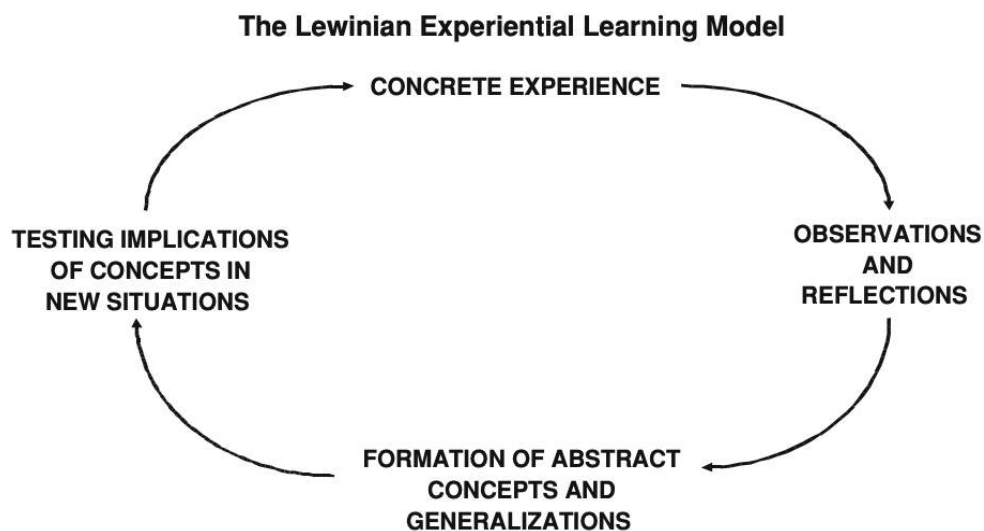 The Lewinian Experiential Learning Model
CONCRETE EXPERIENCE
OBSERVATIONS
AND
REFLECTIONS
FORMATION OF ABSTRACT
CONCEPTS AND
GENERALIZATIONS
TESTING IMPLICATIONS
OF CONCEPTS IN
NEW SITUATIONS